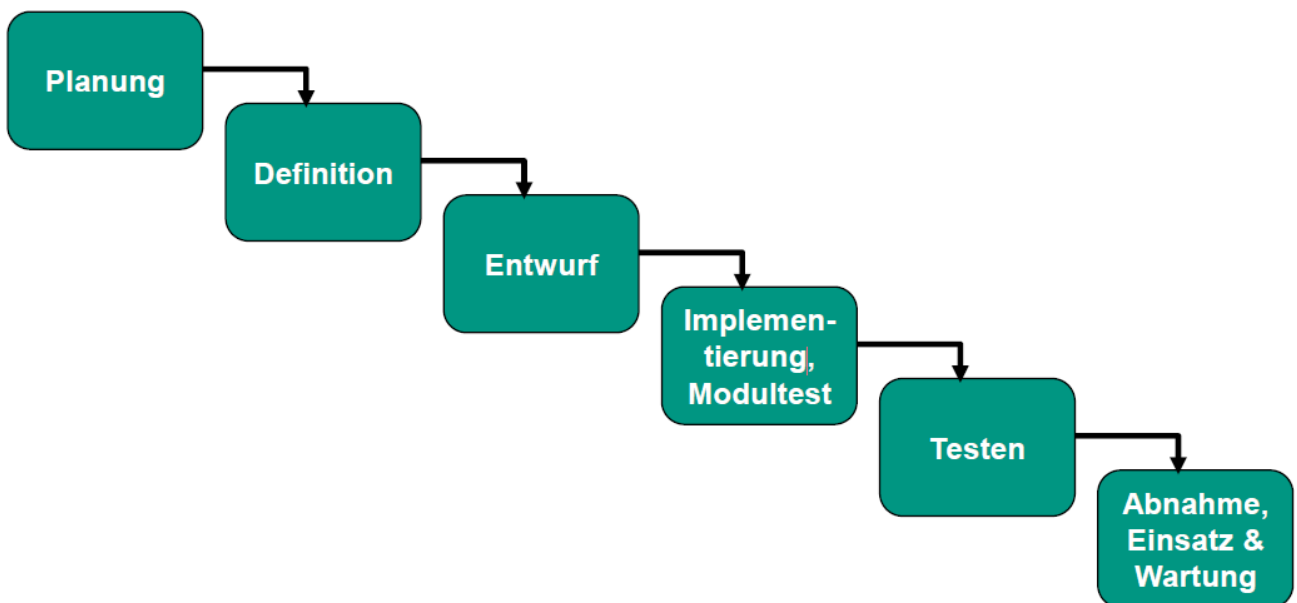 Planung
Definition
Entwurf
Implemen-
tierung,
Modultest
Testen
Abnahme,
Einsatz &
Wartung